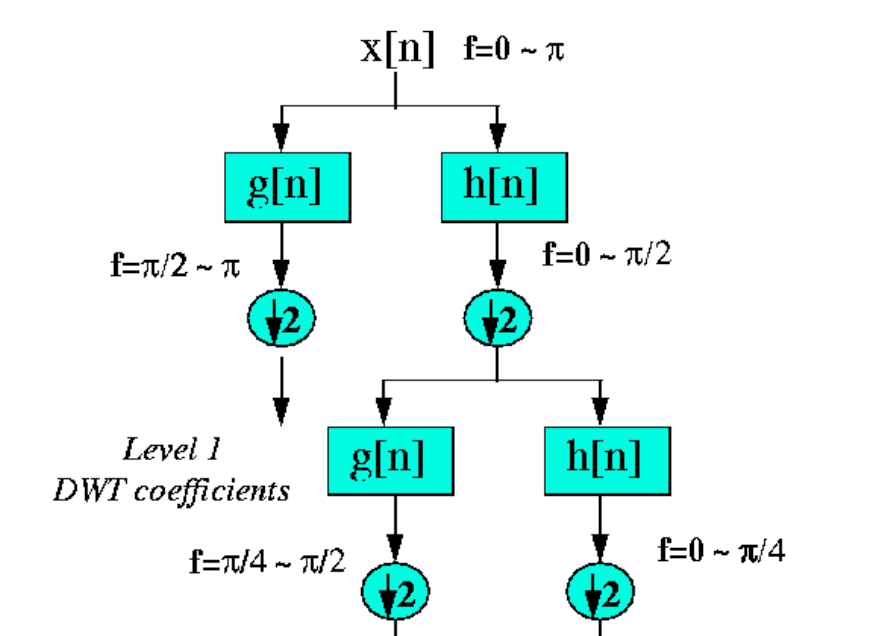 x[n] f=0 ~ π
g[n] h[n]
f=π/2 ~ π f=0 ~ π/2
↓2 ↓2
Level 1
DWT coefficients
g[n] h[n]
f=π/4 ~ π/2 f=0 ~ π/4
↓2 ↓2